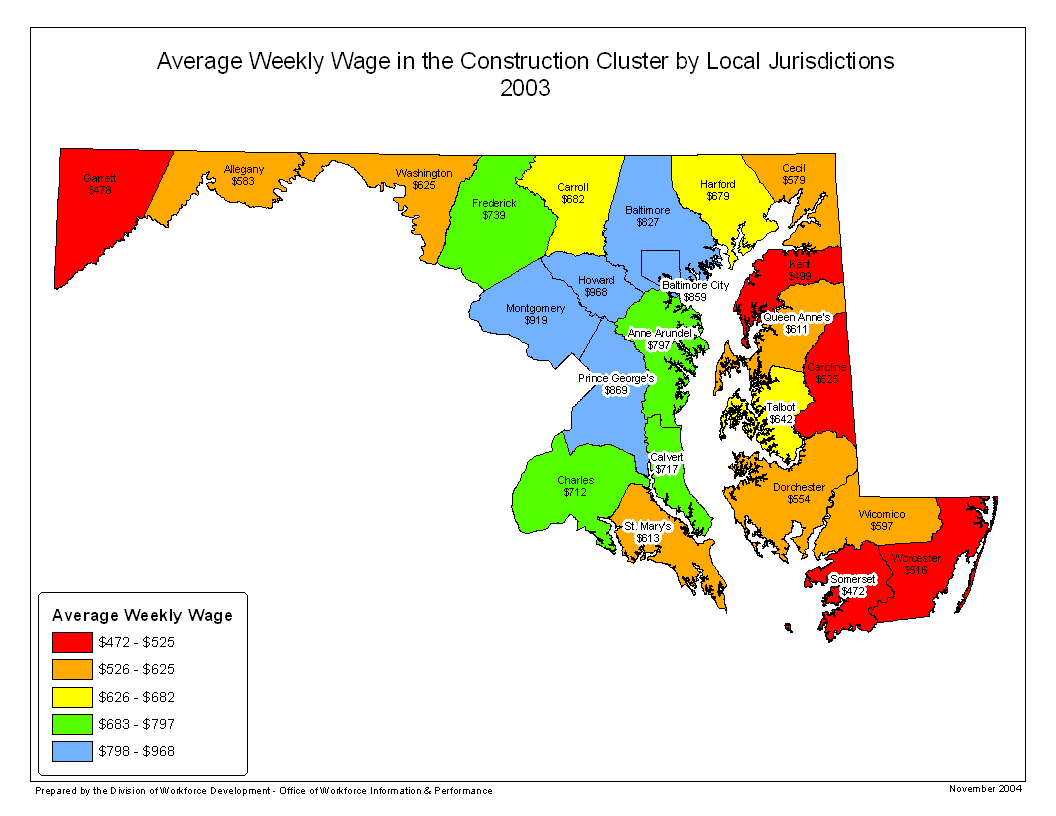 Average Weekly Wage in the Construction Cluster by Local Jurisdictions
2003
Garrett
$478
Allegany
$583
Washington
$625
Frederick
$739
Carroll
$682
Baltimore
$827
Harford
$679
Cecil
$579
Kent
$499
Howard
$968
Baltimore City
$859
Montgomery
$919
Queen Anne's
$611
Anne Arundel
$797
Caroline
$525
Prince George's
$869
Talbot
$642
Calvert
$717
Charles
$712
Dorchester
$554
Wicomico
$597
St. Mary's
$613
Worcester
$516
Somerset
$472
Average Weekly Wage
$472 - $525
$526 - $625
$626 - $682
$683 - $797
$798 - $968
Prepared by the Division of Workforce Development - Office of Workforce Information & Performance
November 2004